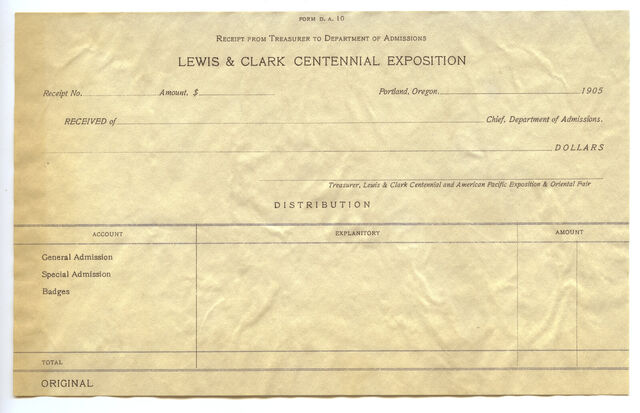 FORM D. A. 10
RECEIPT FROM TREASURER TO DEPARTMENT OF ADMISSIONS
LEWIS & CLARK CENTENNIAL EXPOSITION
Receipt No. Amount, $ Portland, Oregon, 1905
RECEIVED of Chief, Department of Admissions.
DOLLARS
Treasurer, Lewis & Clark Centennial and American Pacific Exposition & Oriental Fair
DISTRIBUTION
ACCOUNT EXPLANITORY AMOUNT
General Admission
Special Admission
Badges
TOTAL
ORIGINAL